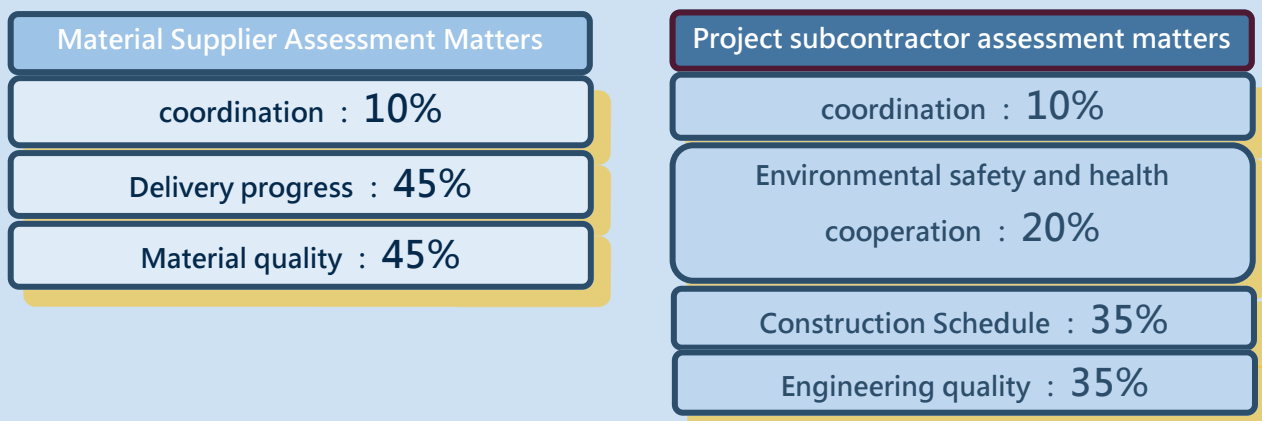 Material Supplier Assessment Matters
coordination : 10%
Delivery progress : 45%
Material quality : 45%
Project subcontractor assessment matters
coordination : 10%
Environmental safety and health
cooperation : 20%
Construction Schedule : 35%
Engineering quality : 35%